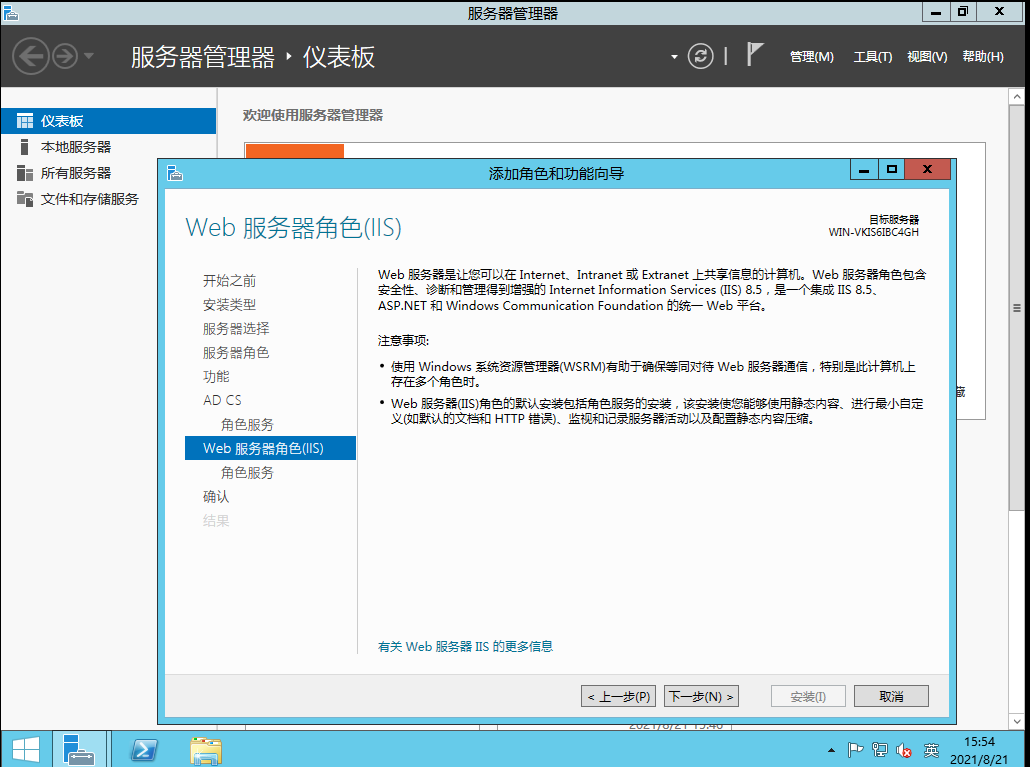 服务器管理器
服务器管理器 ‣ 仪表板
管理(M) 工具(T) 视图(V) 帮助(H)
仪表板
本地服务器
所有服务器
文件和存储服务
欢迎使用服务器管理器
添加角色和功能向导
Web 服务器角色(IIS)
目标服务器
WIN-VKIS6IBC4GH
开始之前
安装类型
服务器选择
服务器角色
功能
AD CS
角色服务
Web 服务器角色(IIS)
角色服务
确认
结果
Web 服务器是让您可以在 Internet、Intranet 或 Extranet 上共享信息的计算机。Web 服务器角色包含
安全性、诊断和管理得到增强的 Internet Information Services (IIS) 8.5，是一个集成 IIS 8.5、
ASP.NET 和 Windows Communication Foundation 的统一 Web 平台。
注意事项:
• 使用 Windows 系统资源管理器(WSRM)有助于确保等同对待 Web 服务器通信，特别是此计算机上
存在多个角色时。
• Web 服务器(IIS)角色的默认安装包括角色服务的安装，该安装使您能够使用静态内容、进行最小自定
义(如默认的文档和 HTTP 错误)、监视和记录服务器活动以及配置静态内容压缩。
藏
有关 Web 服务器 IIS 的更多信息
< 上一步(P) 下一步(N) > 安装(I) 取消
2021/8/21 15:46
英
15:54
2021/8/21